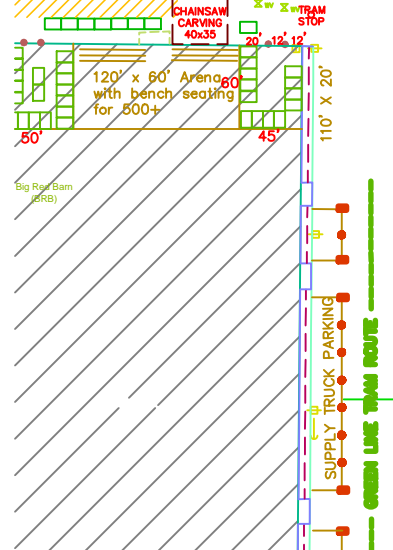 CHAINSAW
CARVING
40x35
TRAM
STOP
20' 12' 12'
120' x 60' Arena
with bench seating
for 500+
60'
110' X 20'
50'
45'
Big Red Barn
(BRB)
SUPPLY TRUCK PARKING
GREEN LINE TRAM ROUTE